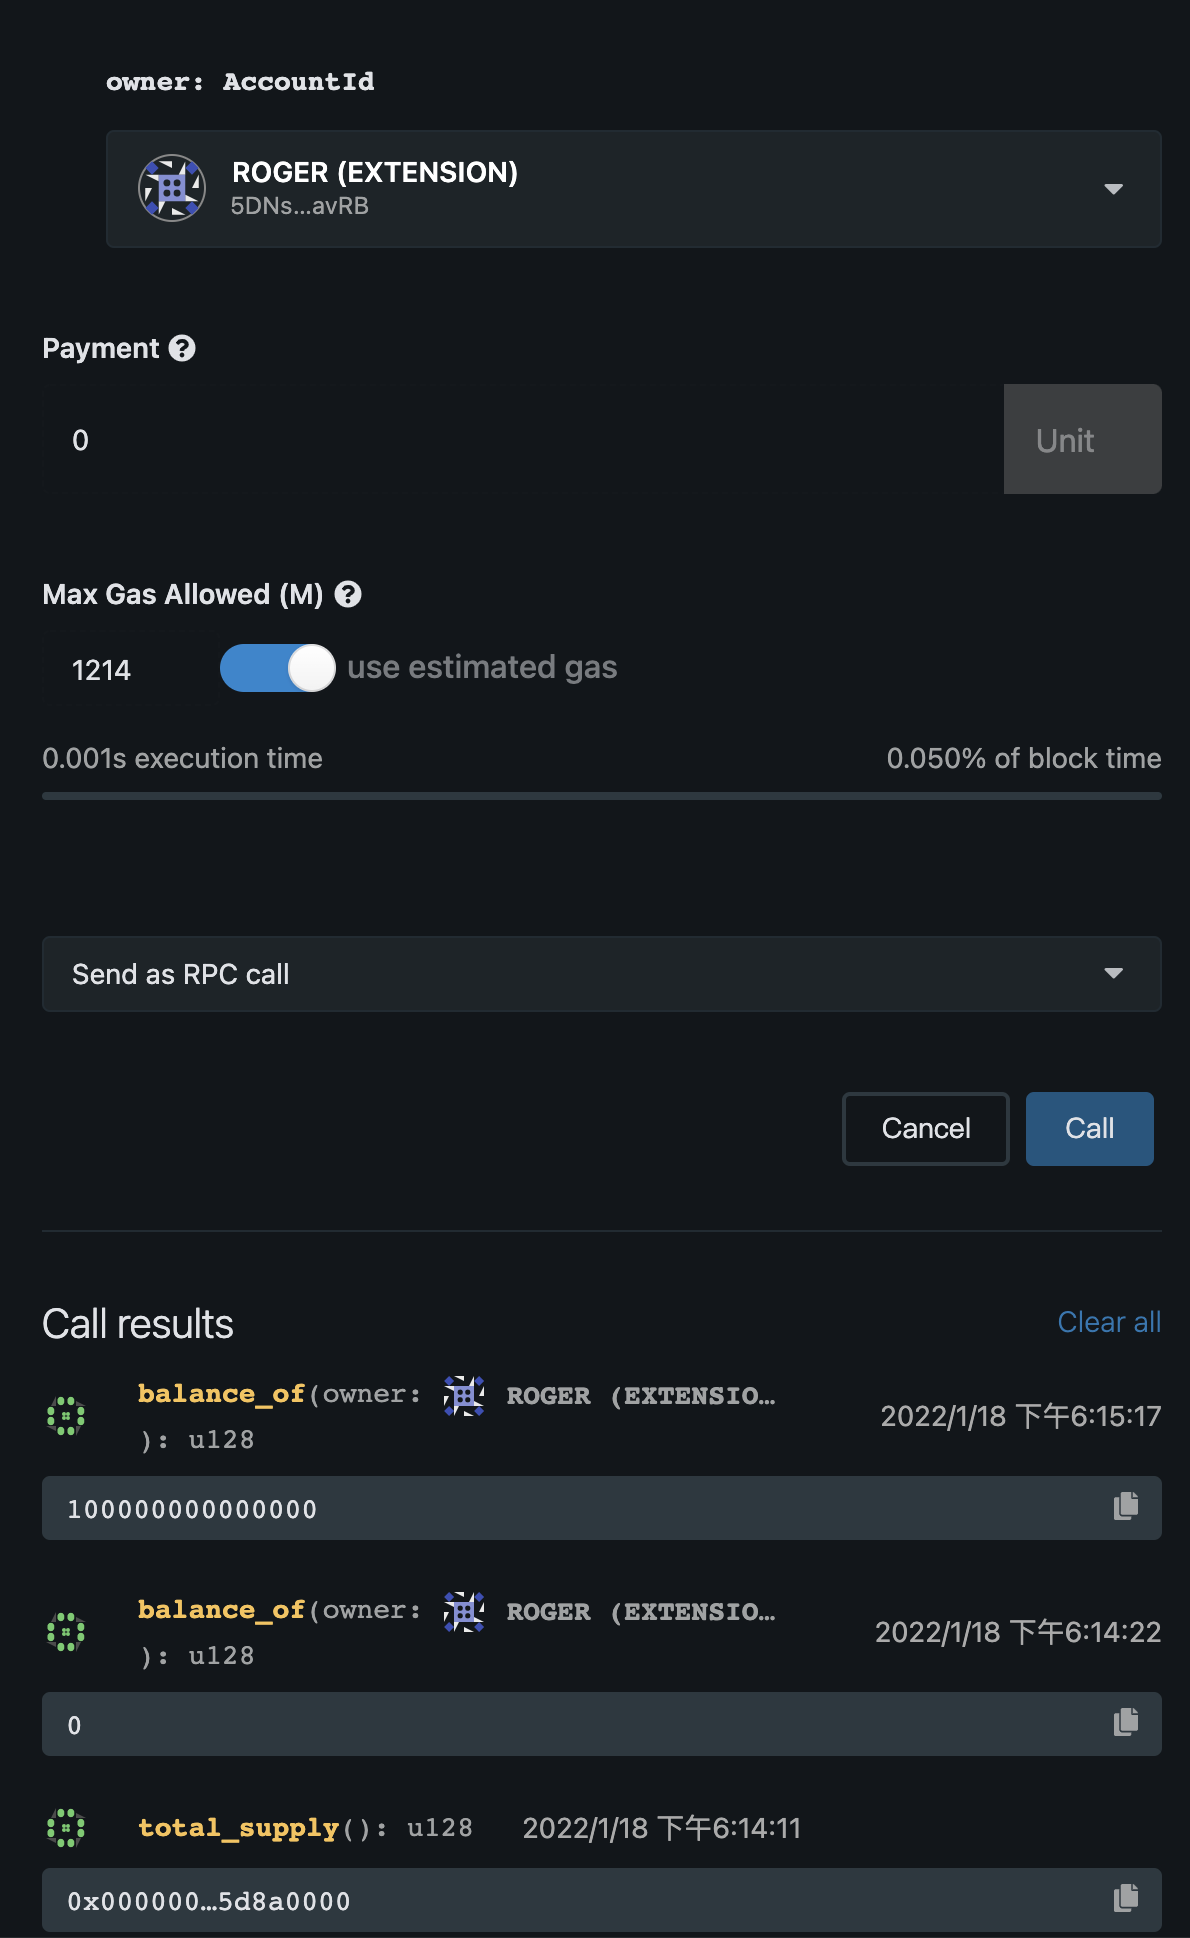 owner: AccountId
ROGER (EXTENSION)
5DNs…avRB
Payment
0
Unit
Max Gas Allowed (M)
1214
use estimated gas
0.001s execution time
0.050% of block time
Send as RPC call
Cancel
Call
Call results
Clear all
balance_of(owner: ROGER (EXTENSIO…
): u128
2022/1/18 下午6:15:17
100000000000000
balance_of(owner: ROGER (EXTENSIO…
): u128
2022/1/18 下午6:14:22
0
total_supply(): u128
2022/1/18 下午6:14:11
0x000000…5d8a0000